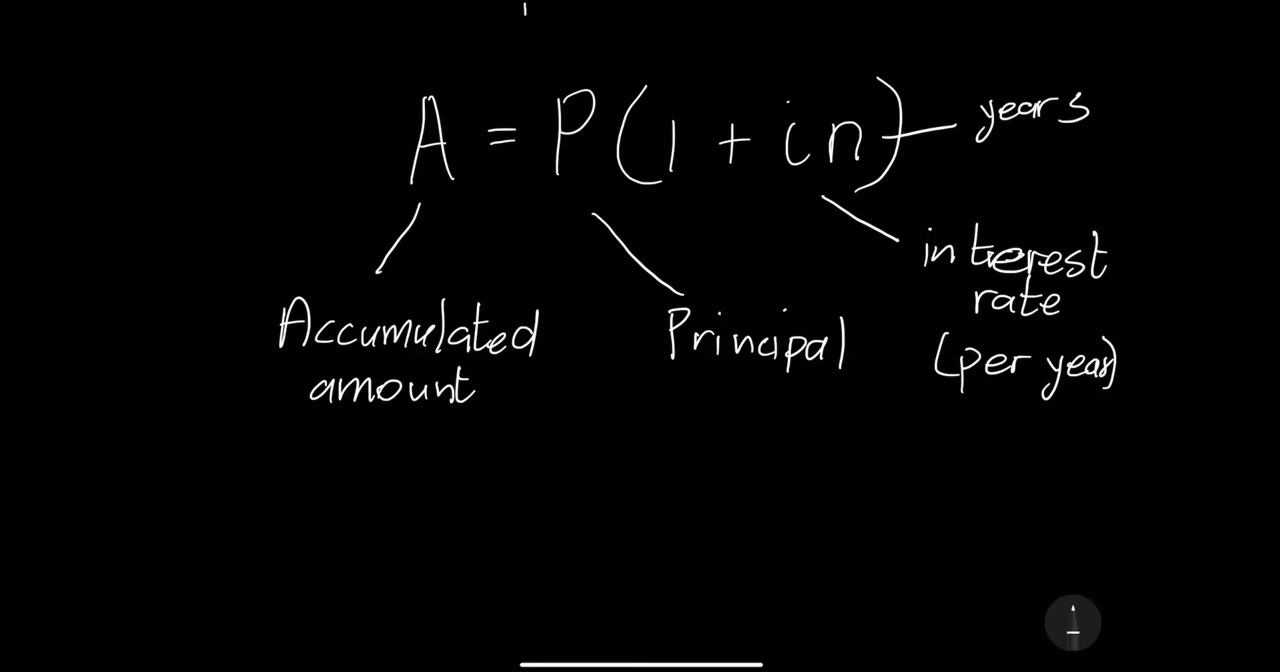 A = P(1 + in)
years
interest
rate
(per year)
Accumulated
amount
Principal